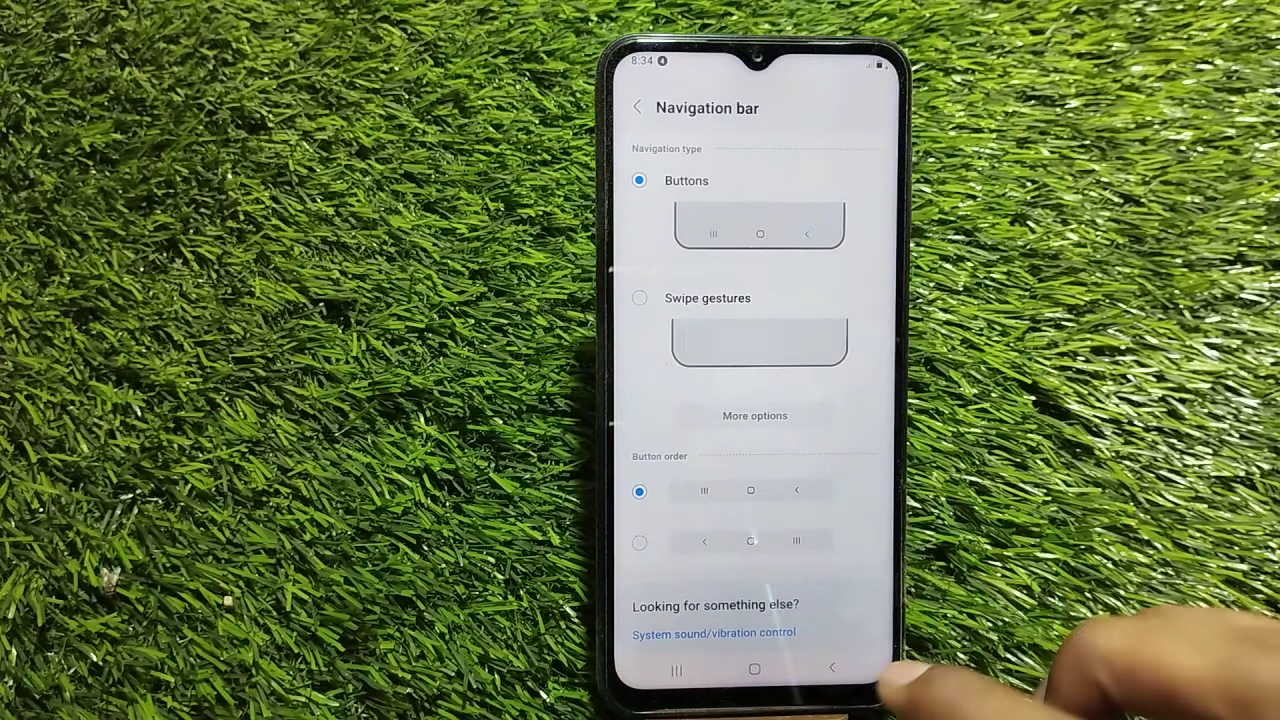 8:34
Navigation bar
Navigation type
Buttons
Swipe gestures
More options
Button order
Looking for something else?
System sound/vibration control